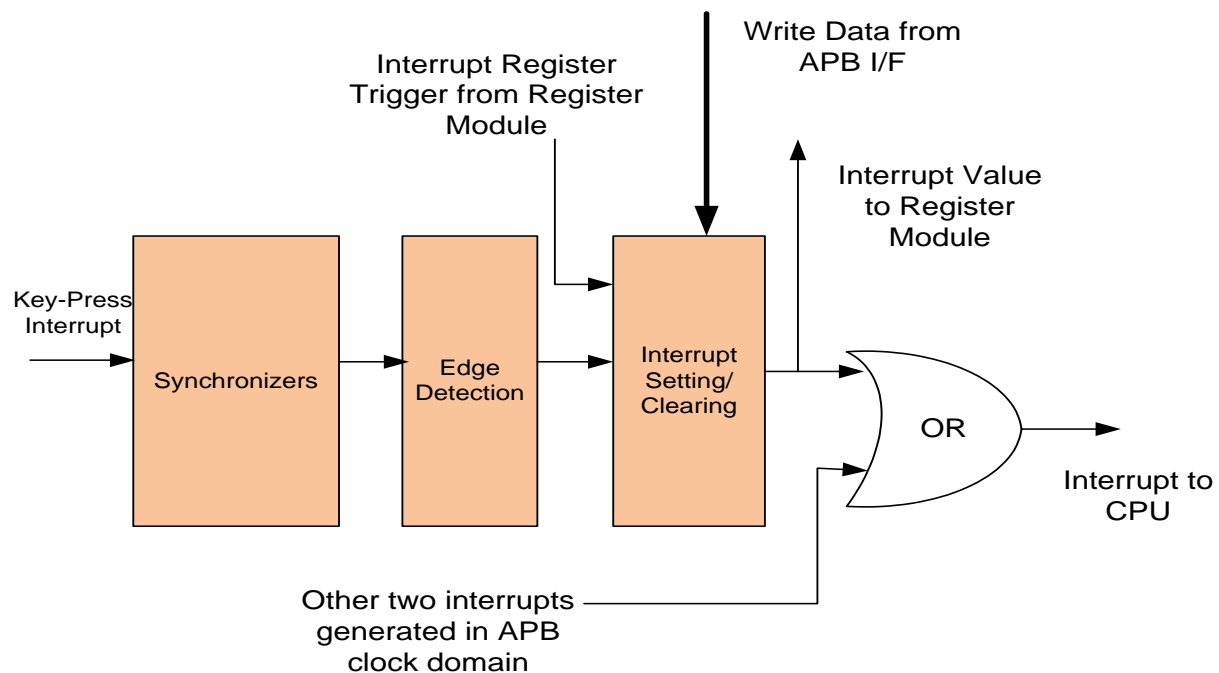 Write Data from
APB I/F
Interrupt Register
Trigger from Register
Module
Interrupt Value
to Register
Module
Key-Press
Interrupt
Synchronizers
Edge
Detection
Interrupt
Setting/
Clearing
OR
Interrupt to
CPU
Other two interrupts
generated in APB
clock domain